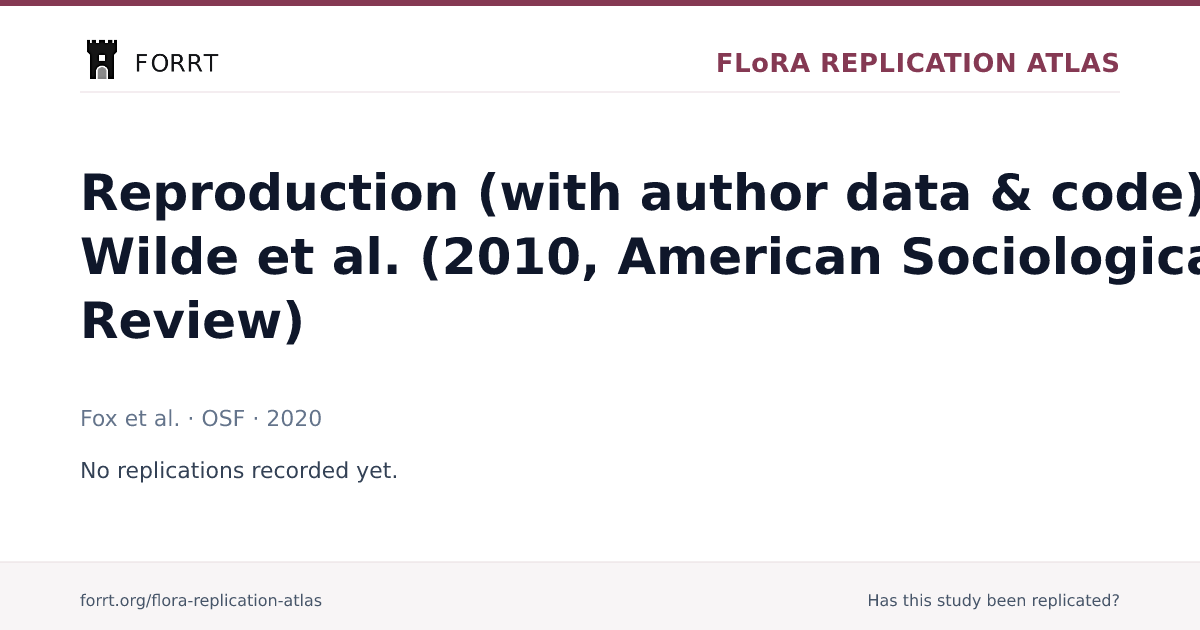 FORRT
FLoRA REPLICATION ATLAS
Reproduction (with author data & code)
Wilde et al. (2010, American Sociologica
Review)
Fox et al. · OSF · 2020
No replications recorded yet.
forrt.org/flora-replication-atlas
Has this study been replicated?